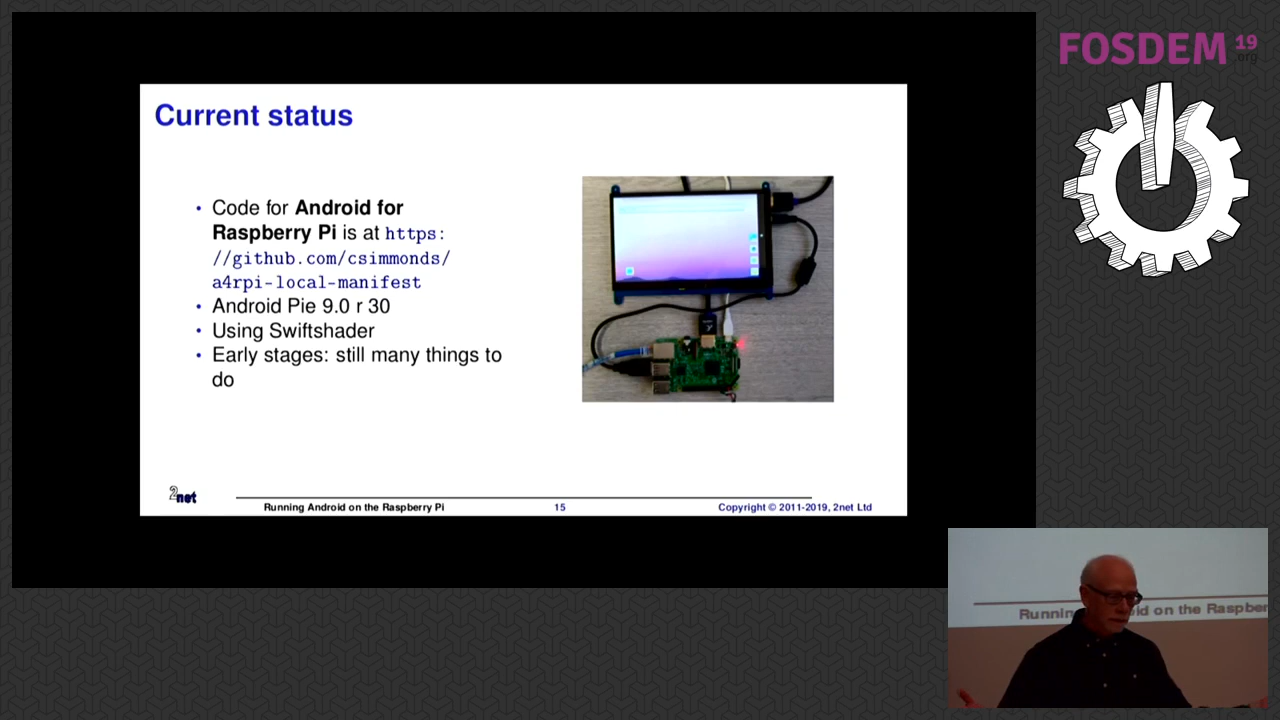 FOSDEM 19
.org
Current status
• Code for Android for
Raspberry Pi is at https:
//github.com/csimmonds/
a4rpi-local-manifest
• Android Pie 9.0 r 30
• Using Swiftshader
• Early stages: still many things to
do
2net
Running Android on the Raspberry Pi
15
Copyright © 2011-2019, 2net Ltd
Runnin
id on the Raspber